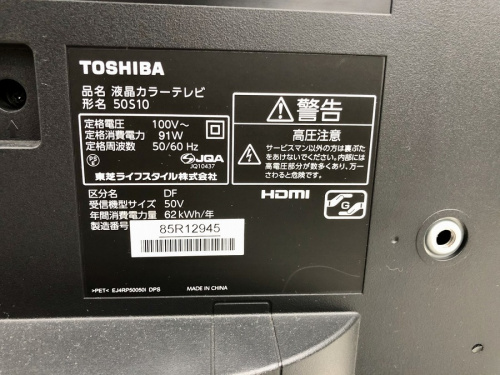 TOSHIBA
品名 液晶カラーテレビ
形名 50S10
定格電圧 100V～
定格消費電力 91W
定格周波数 50/60 Hz
PS
E
JQA
JQ10437
東芝ライフスタイル株式会社
警告
高圧注意
サービスマン以外の方は裏ぶた
をあけないでください。内部には
高電圧部分が数多くあり、万一
さわると危険です。
区分名 DF
受信機型サイズ 50V
年間消費電力量 62 kWh/年
製造番号
85R12945
HDMI
G
>PET< EJ4RP50050I DPS
MADE IN CHINA